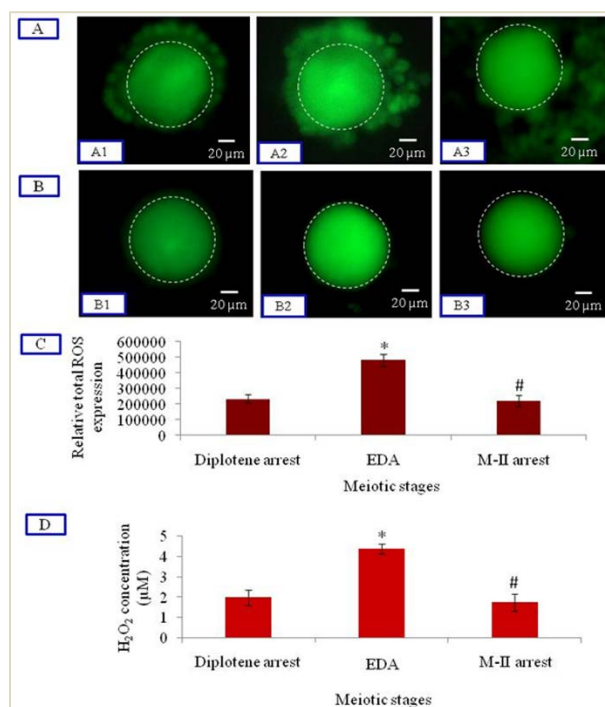 A
20 µm
20 µm
20 µm
A1
A2
A3
B
20 µm
20 µm
20 µm
B1
B2
B3
C
Relative total ROS
expression
600000
500000
400000
300000
200000
100000
0
*
#
Diplotene arrest EDA M-II arrest
Meiotic stages
D
H₂O₂ concentration
(µM)
5
4
3
2
1
0
*
#
Diplotene arrest EDA M-II arrest
Meiotic stages